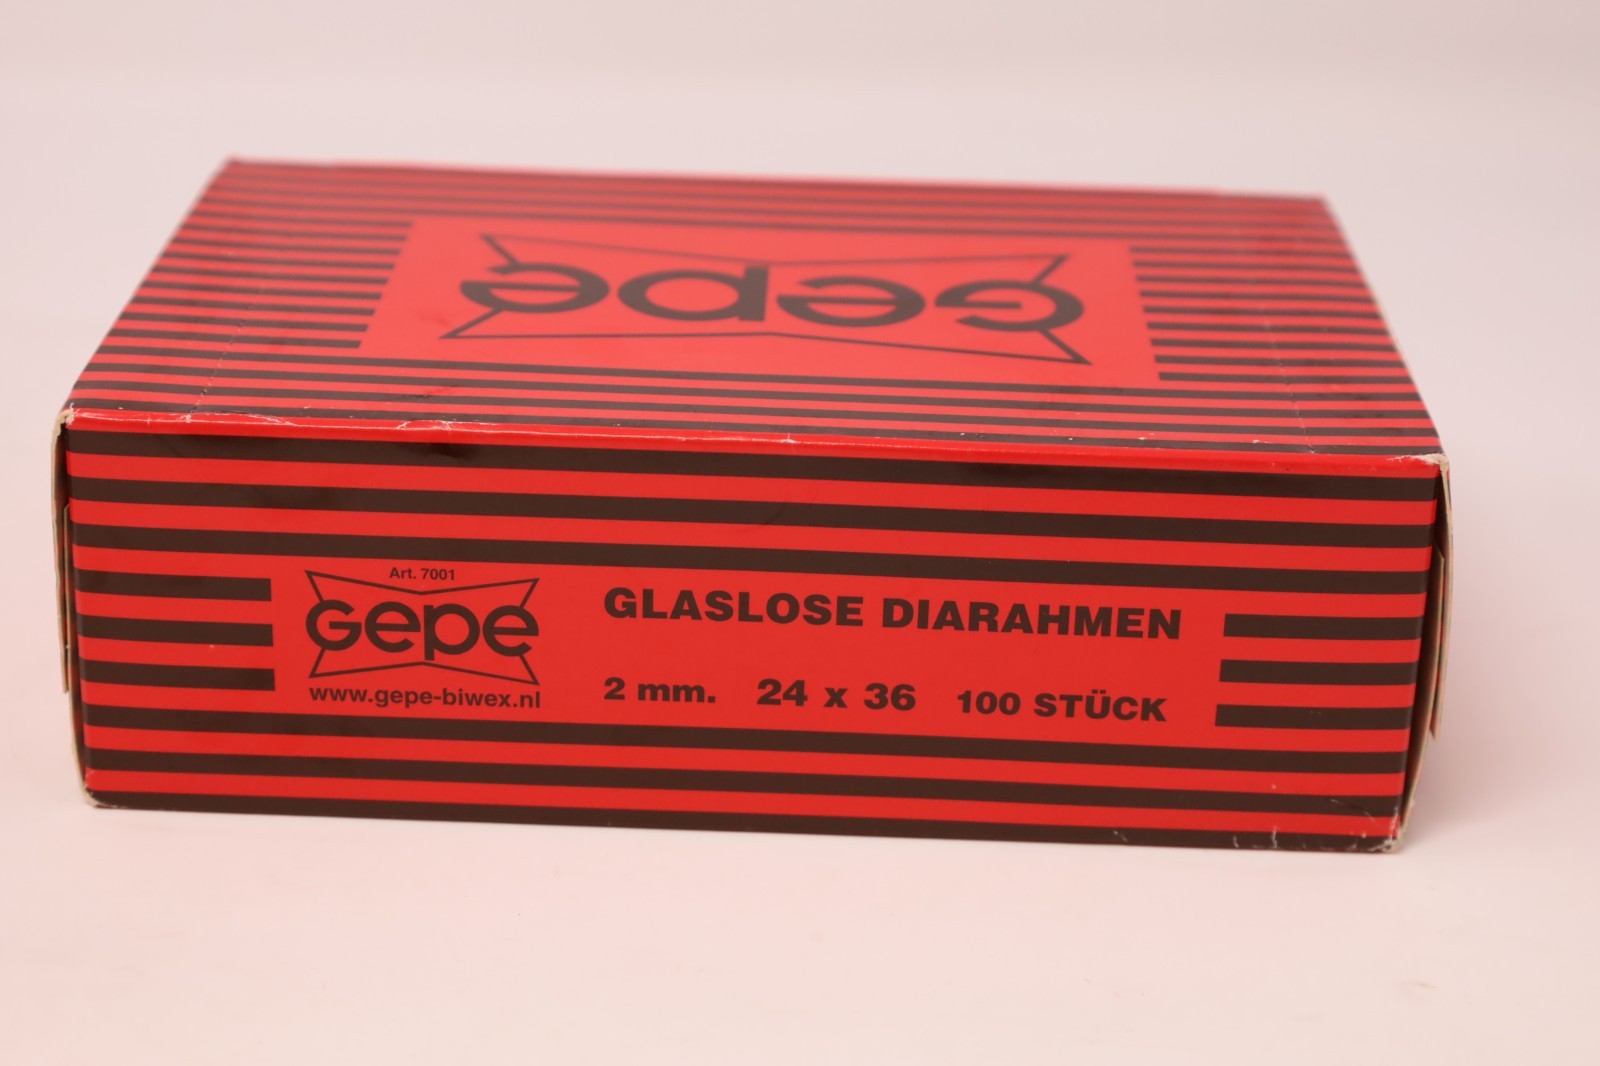 Gepe
Art. 7001
Gepe
www.gepe-biwex.nl
GLASLOSE DIARAHMEN
2 mm. 24 x 36 100 STÜCK